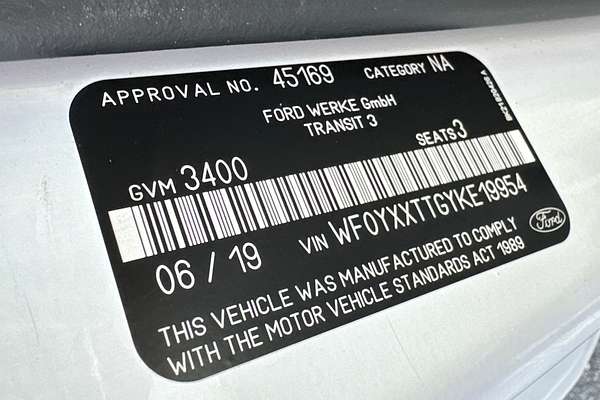 APPROVAL NO. 45169 CATEGORY NA
FORD WERKE GmbH
TRANSIT 3
GVM 3400 SEATS 3
06 / 19 VIN WF0YXXTTGYKE19954
THIS VEHICLE WAS MANUFACTURED TO COMPLY
WITH THE MOTOR VEHICLE STANDARDS ACT 1989
Ford